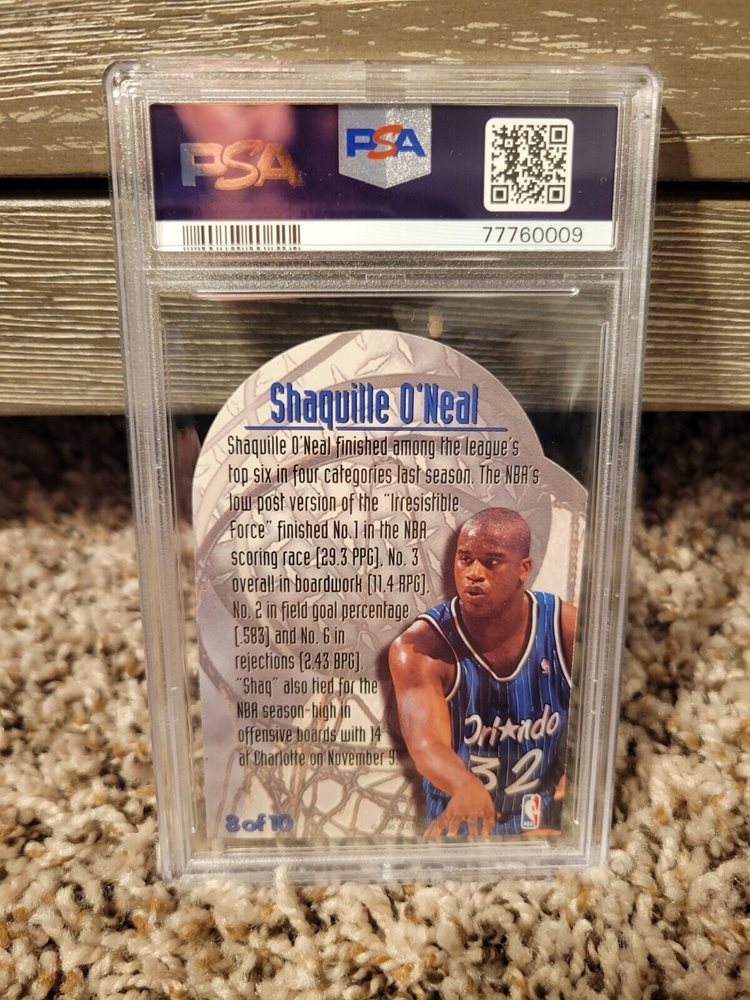 PSA
PSA
77760009
Shaquille O'Neal
Shaquille O'Neal finished among the league's
top six in four categories last season. The NBA's
low post version of the "Irresistible
Force" finished No.1 in the NBA
scoring race (29.3 PPG), No. 3
overall in boardwork (11.4 RPG),
No. 2 in field goal percentage
(.583) and No. 6 in
rejections (2.43 BPG).
"Shaq" also tied for the
NBA season-high in
offensive boards with 14
at Charlotte on November 9.
Orlando
32
8 of 10